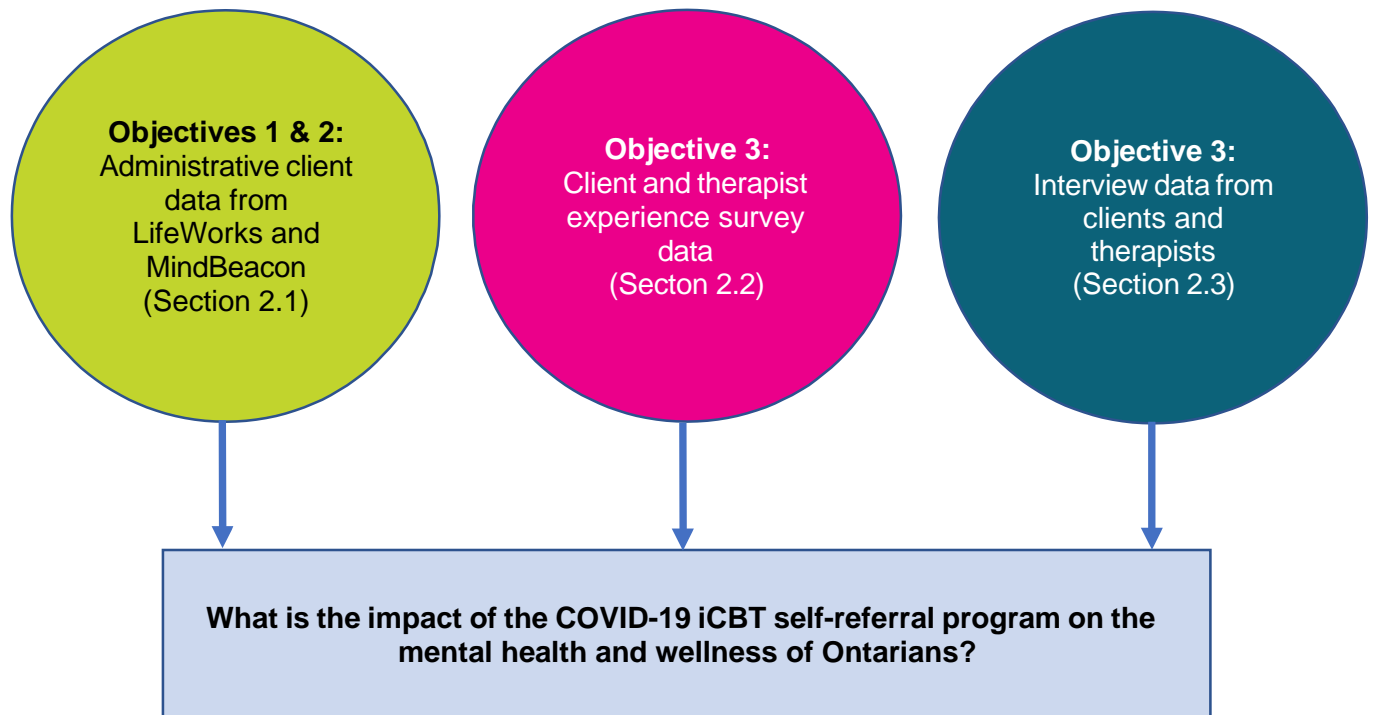 Objectives 1 & 2:
Administrative client
data from
LifeWorks and
MindBeacon
(Section 2.1)
Objective 3:
Client and therapist
experience survey
data
(Secton 2.2)
Objective 3:
Interview data from
clients and
therapists
(Section 2.3)
What is the impact of the COVID-19 iCBT self-referral program on the
mental health and wellness of Ontarians?